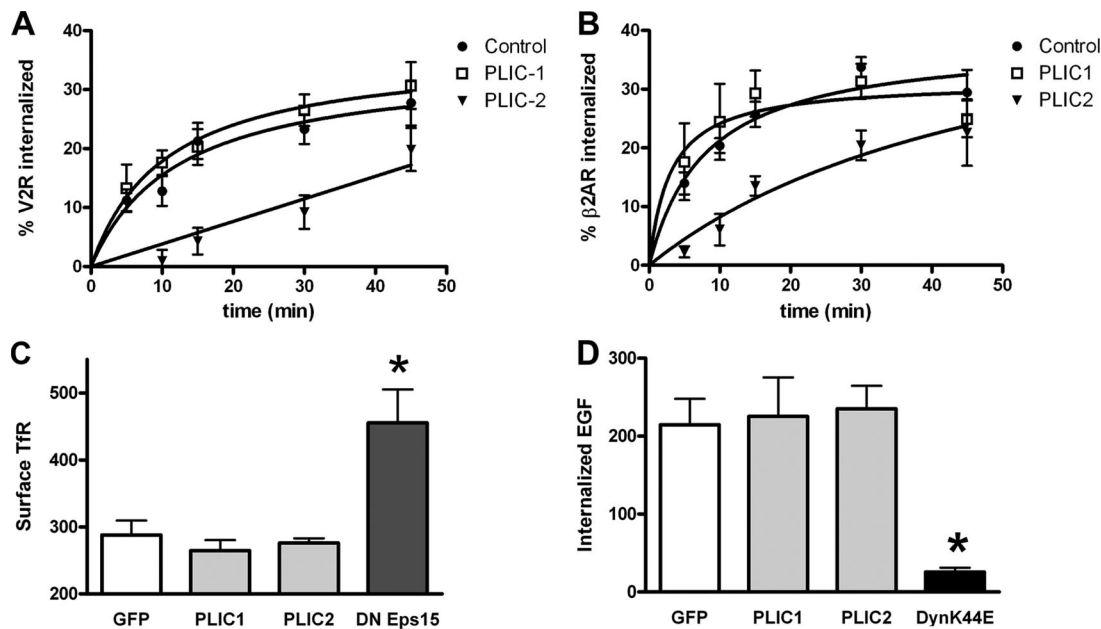 A
% V2R internalized
40
30
20
10
0
0 10 20 30 40 50
time (min)
Control
PLIC-1
PLIC-2
B
% β2AR internalized
40
30
20
10
0
0 10 20 30 40 50
time (min)
Control
PLIC1
PLIC2
C
Surface TfR
500
400
300
200
*
GFP PLIC1 PLIC2 DN Eps15
D
Internalized EGF
300
200
100
0
*
GFP PLIC1 PLIC2 DynK44E